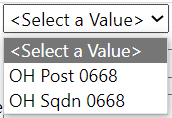 <Select a Value>
<Select a Value>
OH Post 0668
OH Sqdn 0668